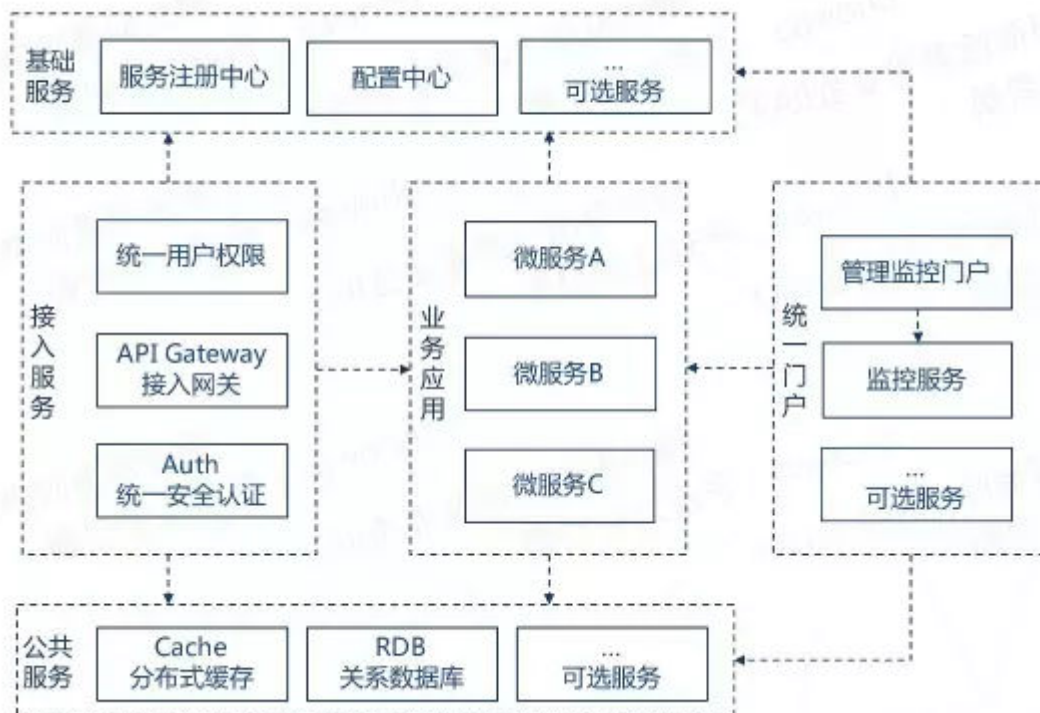 基础
服务
服务注册中心
配置中心
...
可选服务
接
入
服
务
统一用户权限
API Gateway
接入网关
Auth
统一安全认证
业
务
应
用
微服务A
微服务B
微服务C
统
一
门
户
管理监控门户
监控服务
...
可选服务
公共
服务
Cache
分布式缓存
RDB
关系数据库
...
可选服务